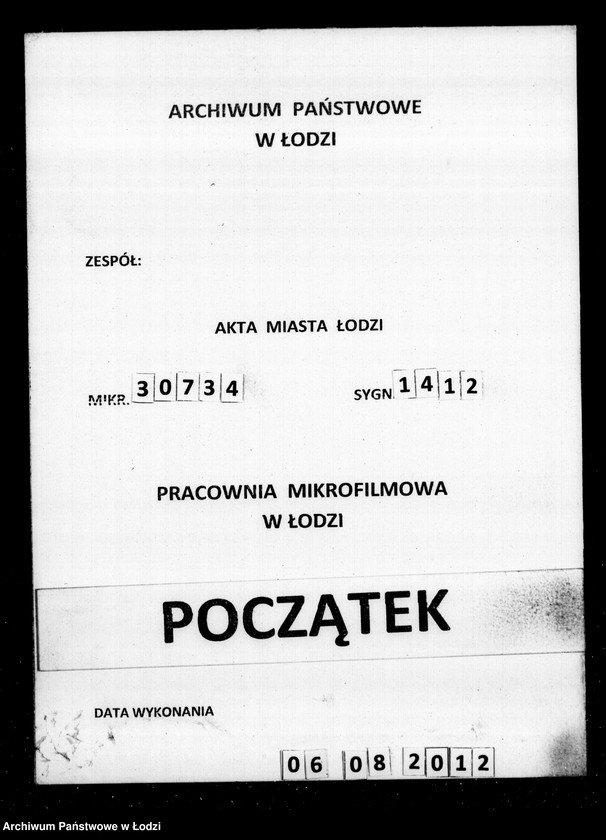 ARCHIWUM PAŃSTWOWE
W ŁODZI
ZESPÓŁ:
AKTA MIASTA ŁODZI
MIKR. 30734 SYGN 1412
PRACOWNIA MIKROFILMOWA
W ŁODZI
POCZĄTEK
DATA WYKONANIA
06 08 2012
Archiwum Państwowe w Łodzi